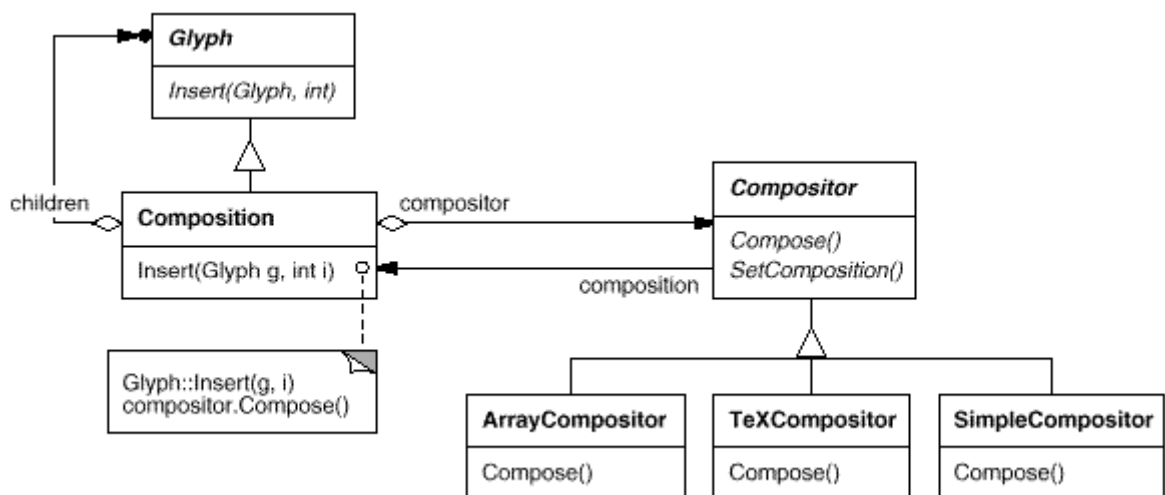 Glyph
Insert(Glyph, int)
children
Composition
Insert(Glyph g, int i)
compositor
composition
Compositor
Compose()
SetComposition()
Glyph::Insert(g, i)
compositor.Compose()
ArrayCompositor
Compose()
TeXCompositor
Compose()
SimpleCompositor
Compose()